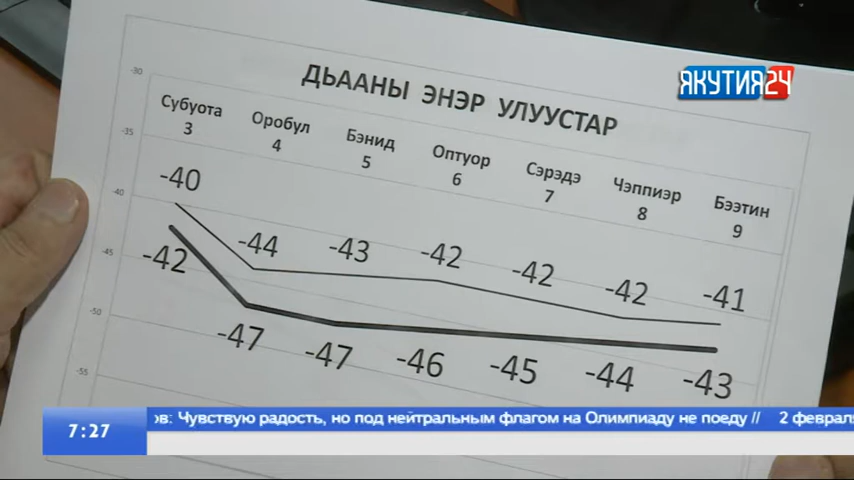 ЯКУТИЯ24
ДЬААНЫ ЭНЭР УЛУУСТАР
Субуота Оробул Бэнид Оптуор Сэрэдэ Чэппиэр Бээтин
3 4 5 6 7 8 9
-30
-35
-40
-45
-50
-55
-40 -44 -43 -42 -42 -42 -41
-42 -47 -47 -46 -45 -44 -43
7:27 ов: Чувствую радость, но под нейтральным флагом на Олимпиаду не поеду // 2 феврал